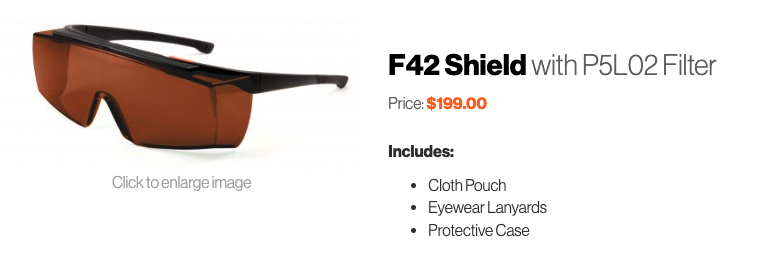 F42 Shield with P5L02 Filter
Price: $199.00
Click to enlarge image
Includes:
Cloth Pouch
Eyewear Lanyards
Protective Case